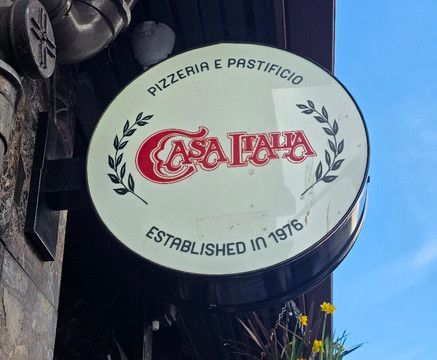 PIZZERIA E PASTIFICIO
CASA ITALIA
ESTABLISHED IN 1976